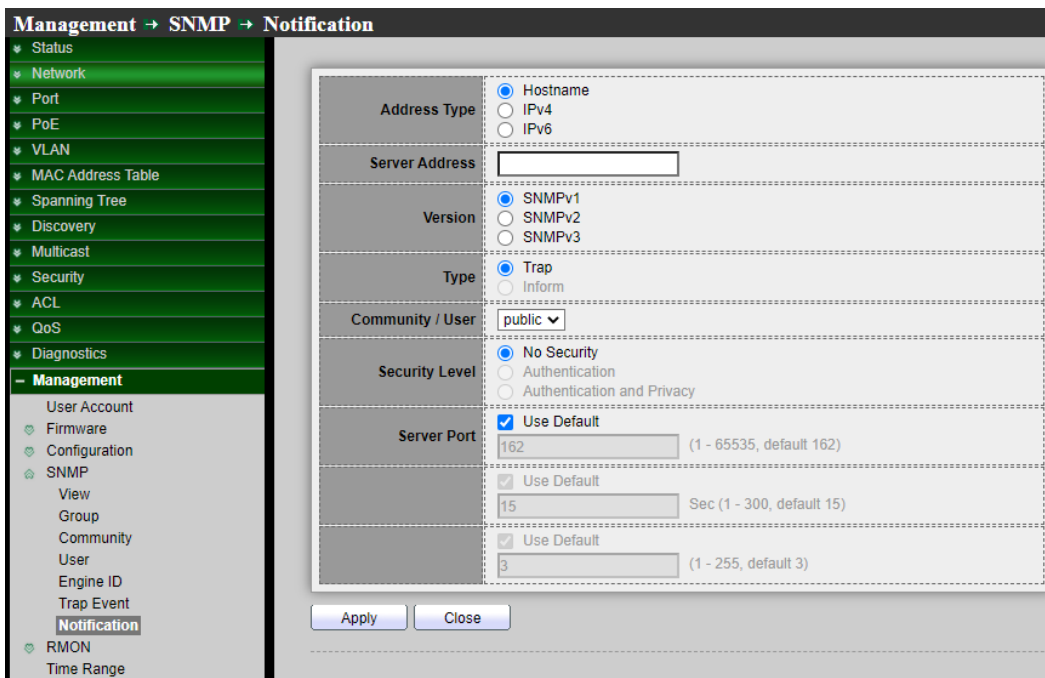 Management → SNMP → Notification
Status
Network
Port
PoE
VLAN
MAC Address Table
Spanning Tree
Discovery
Multicast
Security
ACL
QoS
Diagnostics
Management
User Account
Firmware
Configuration
SNMP
View
Group
Community
User
Engine ID
Trap Event
Notification
RMON
Time Range
Address Type
Hostname
IPv4
IPv6
Server Address
Version
SNMPv1
SNMPv2
SNMPv3
Type
Trap
Inform
Community / User
public
Security Level
No Security
Authentication
Authentication and Privacy
Server Port
Use Default
162 (1 - 65535, default 162)
Use Default
15 Sec (1 - 300, default 15)
Use Default
3 (1 - 255, default 3)
Apply Close